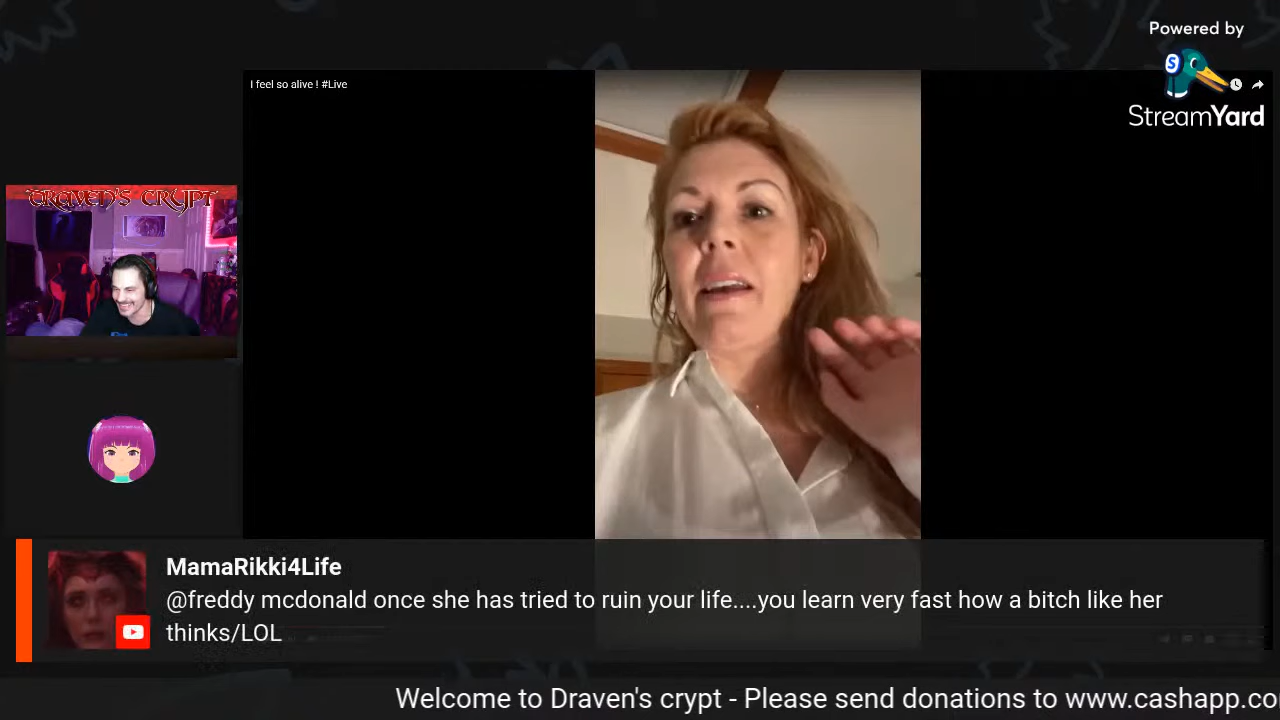 Powered by
StreamYard
I feel so alive ! #Live
DRAVEN'S CRYPT
MamaRikki4Life
@freddy mcdonald once she has tried to ruin your life....you learn very fast how a bitch like her
thinks/LOL
Welcome to Draven's crypt - Please send donations to www.cashapp.co